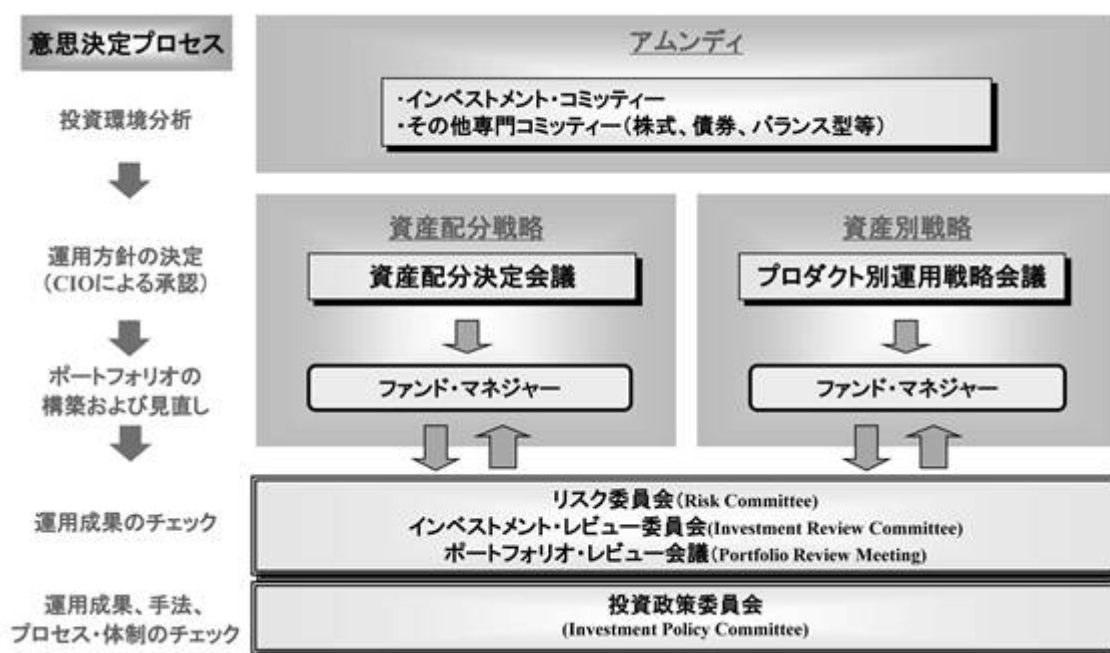 意思決定プロセス
アムンディ
・インベストメント・コミッティー
・その他専門コミッティー（株式、債券、バランス型等）
投資環境分析
資産配分戦略
資産配分決定会議
ファンド・マネジャー
資産別戦略
プロダクト別運用戦略会議
ファンド・マネジャー
運用方針の決定
（CIOによる承認）
ポートフォリオの
構築および見直し
運用成果のチェック
リスク委員会（Risk Committee）
インベストメント・レビュー委員会(Investment Review Committee)
ポートフォリオ・レビュー会議（Portfolio Review Meeting)
運用成果、手法、
プロセス・体制のチェック
投資政策委員会
(Investment Policy Committee)